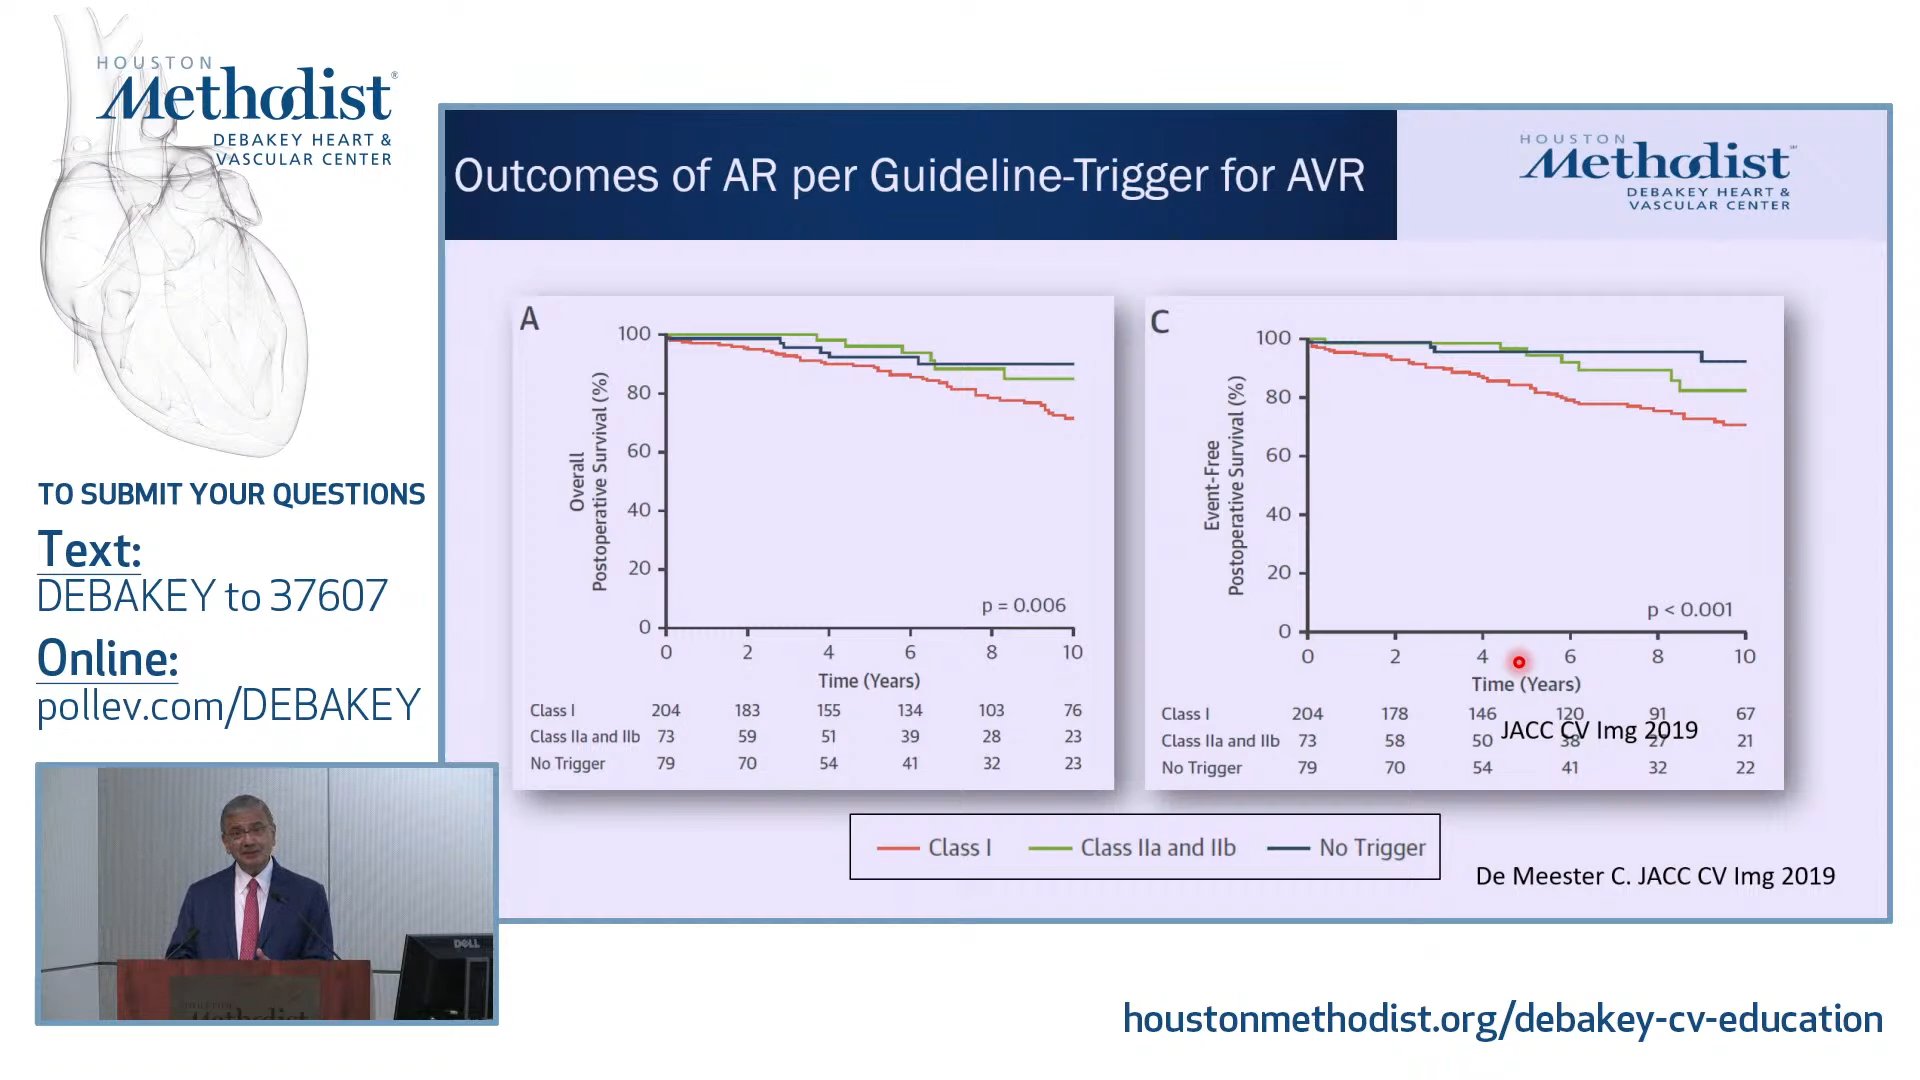 HOUSTON
Methodist®
DEBAKEY HEART &
VASCULAR CENTER
TO SUBMIT YOUR QUESTIONS
Text:
DEBAKEY to 37607
Online:
pollev.com/DEBAKEY
Outcomes of AR per Guideline-Trigger for AVR
HOUSTON
Methodist
DEBAKEY HEART &
VASCULAR CENTER
A
Overall
Postoperative Survival (%)
100
80
60
40
20
0
p = 0.006
0 2 4 6 8 10
Time (Years)
Class I 204 183 155 134 103 76
Class IIa and IIb 73 59 51 39 28 23
No Trigger 79 70 54 41 32 23
C
Event-Free
Postoperative Survival (%)
100
80
60
40
20
0
p < 0.001
0 2 4 6 8 10
Time (Years)
Class I 204 178 146 120 91 67
JACC CV Img 2019
Class IIa and IIb 73 58 50 38 27 21
No Trigger 79 70 54 41 32 22
Class I Class IIa and IIb No Trigger
De Meester C. JACC CV Img 2019
DELL
Methodist
houstonmethodist.org/debakey-cv-education